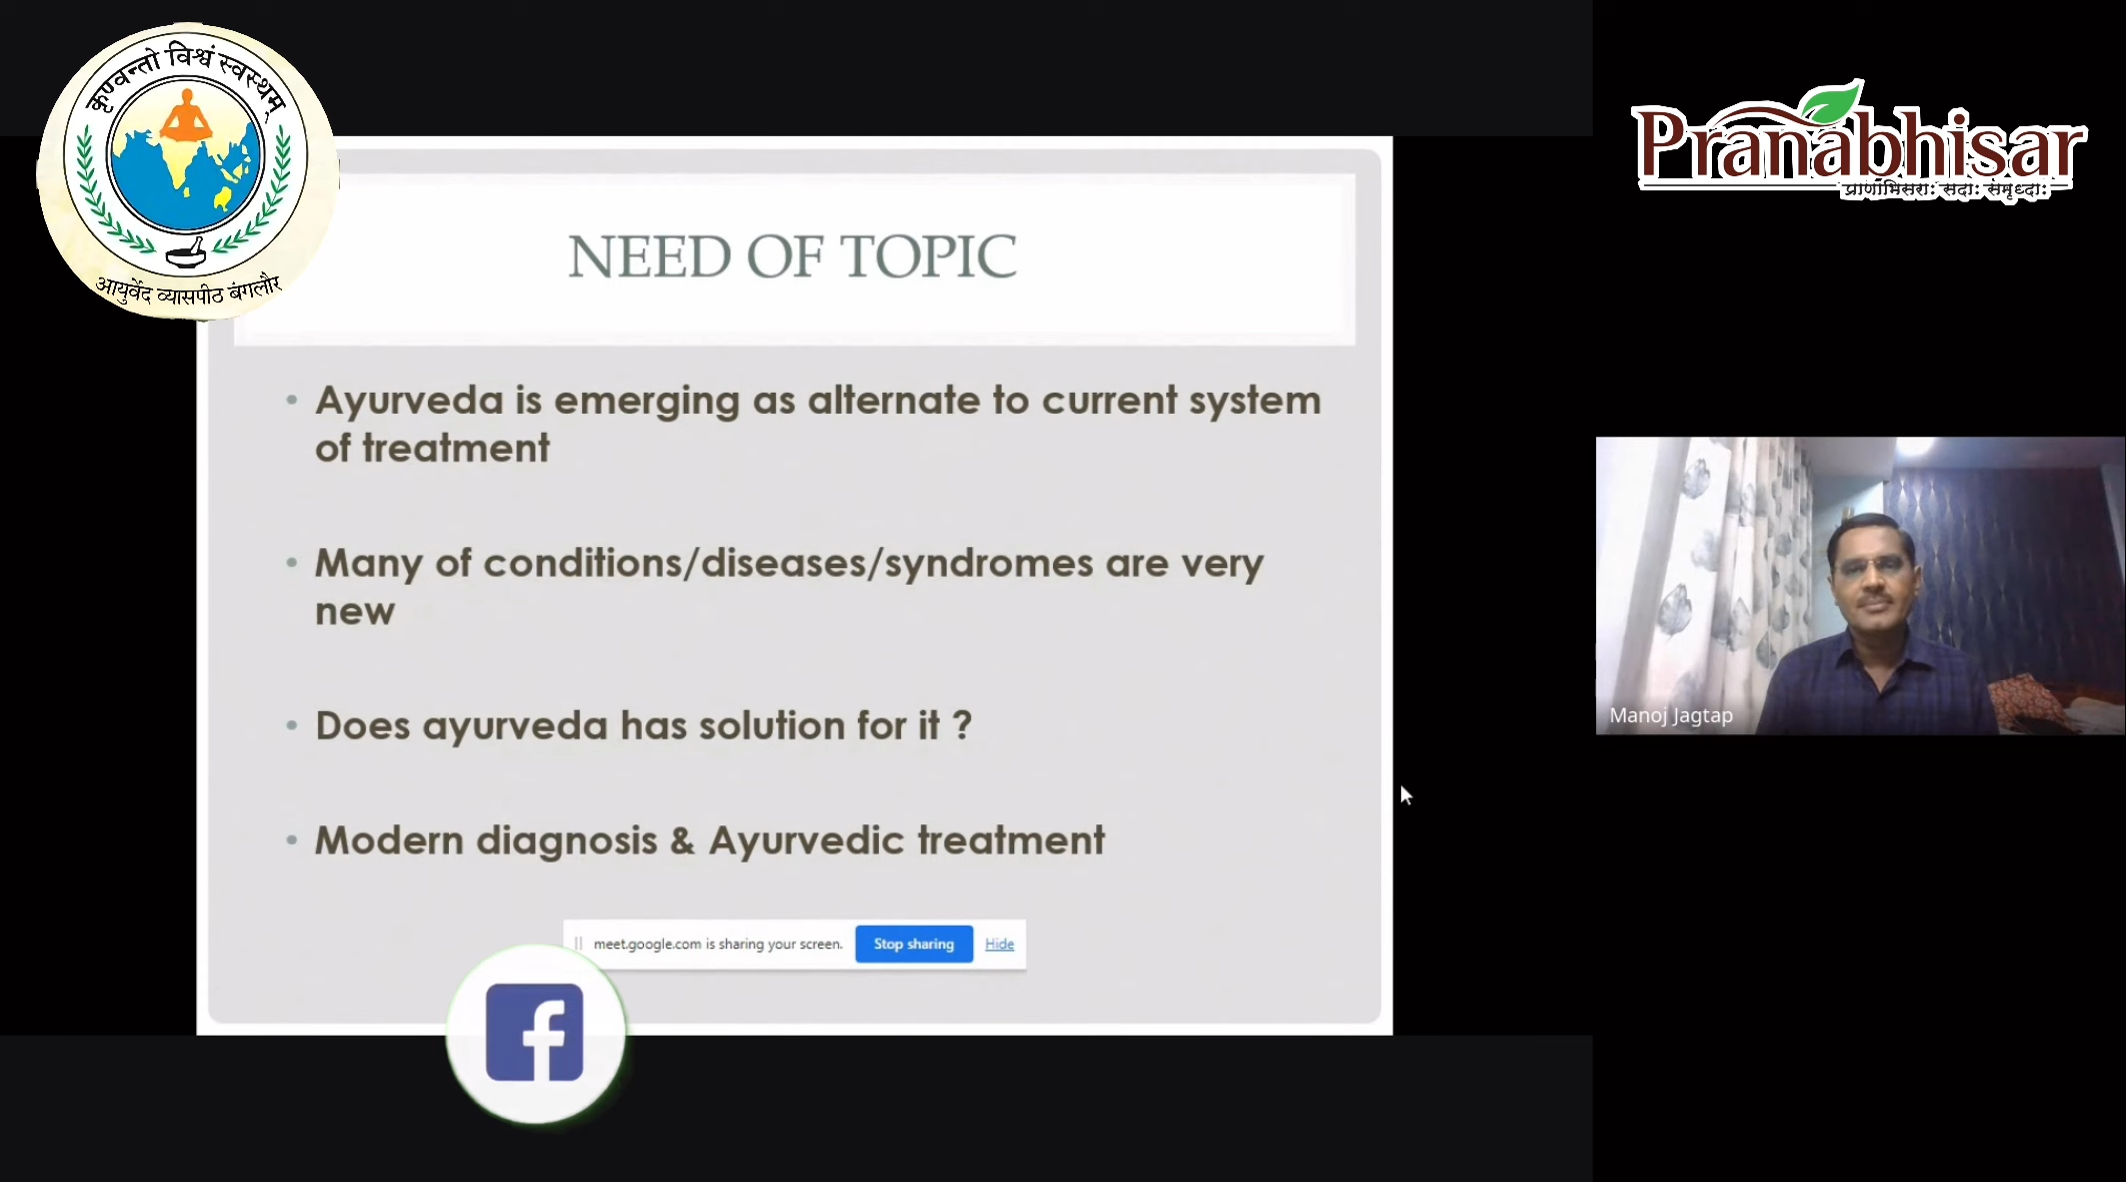 कृण्वन्तो विश्वं स्वस्थम्
आयुर्वेद व्यासपीठ बंगलौर
Pranabhisar
प्राणाभिसराः सदाः संमृध्दाः
NEED OF TOPIC
• Ayurveda is emerging as alternate to current system
of treatment
• Many of conditions/diseases/syndromes are very
new
• Does ayurveda has solution for it ?
• Modern diagnosis & Ayurvedic treatment
meet.google.com is sharing your screen. Stop sharing Hide
f
Manoj Jagtap